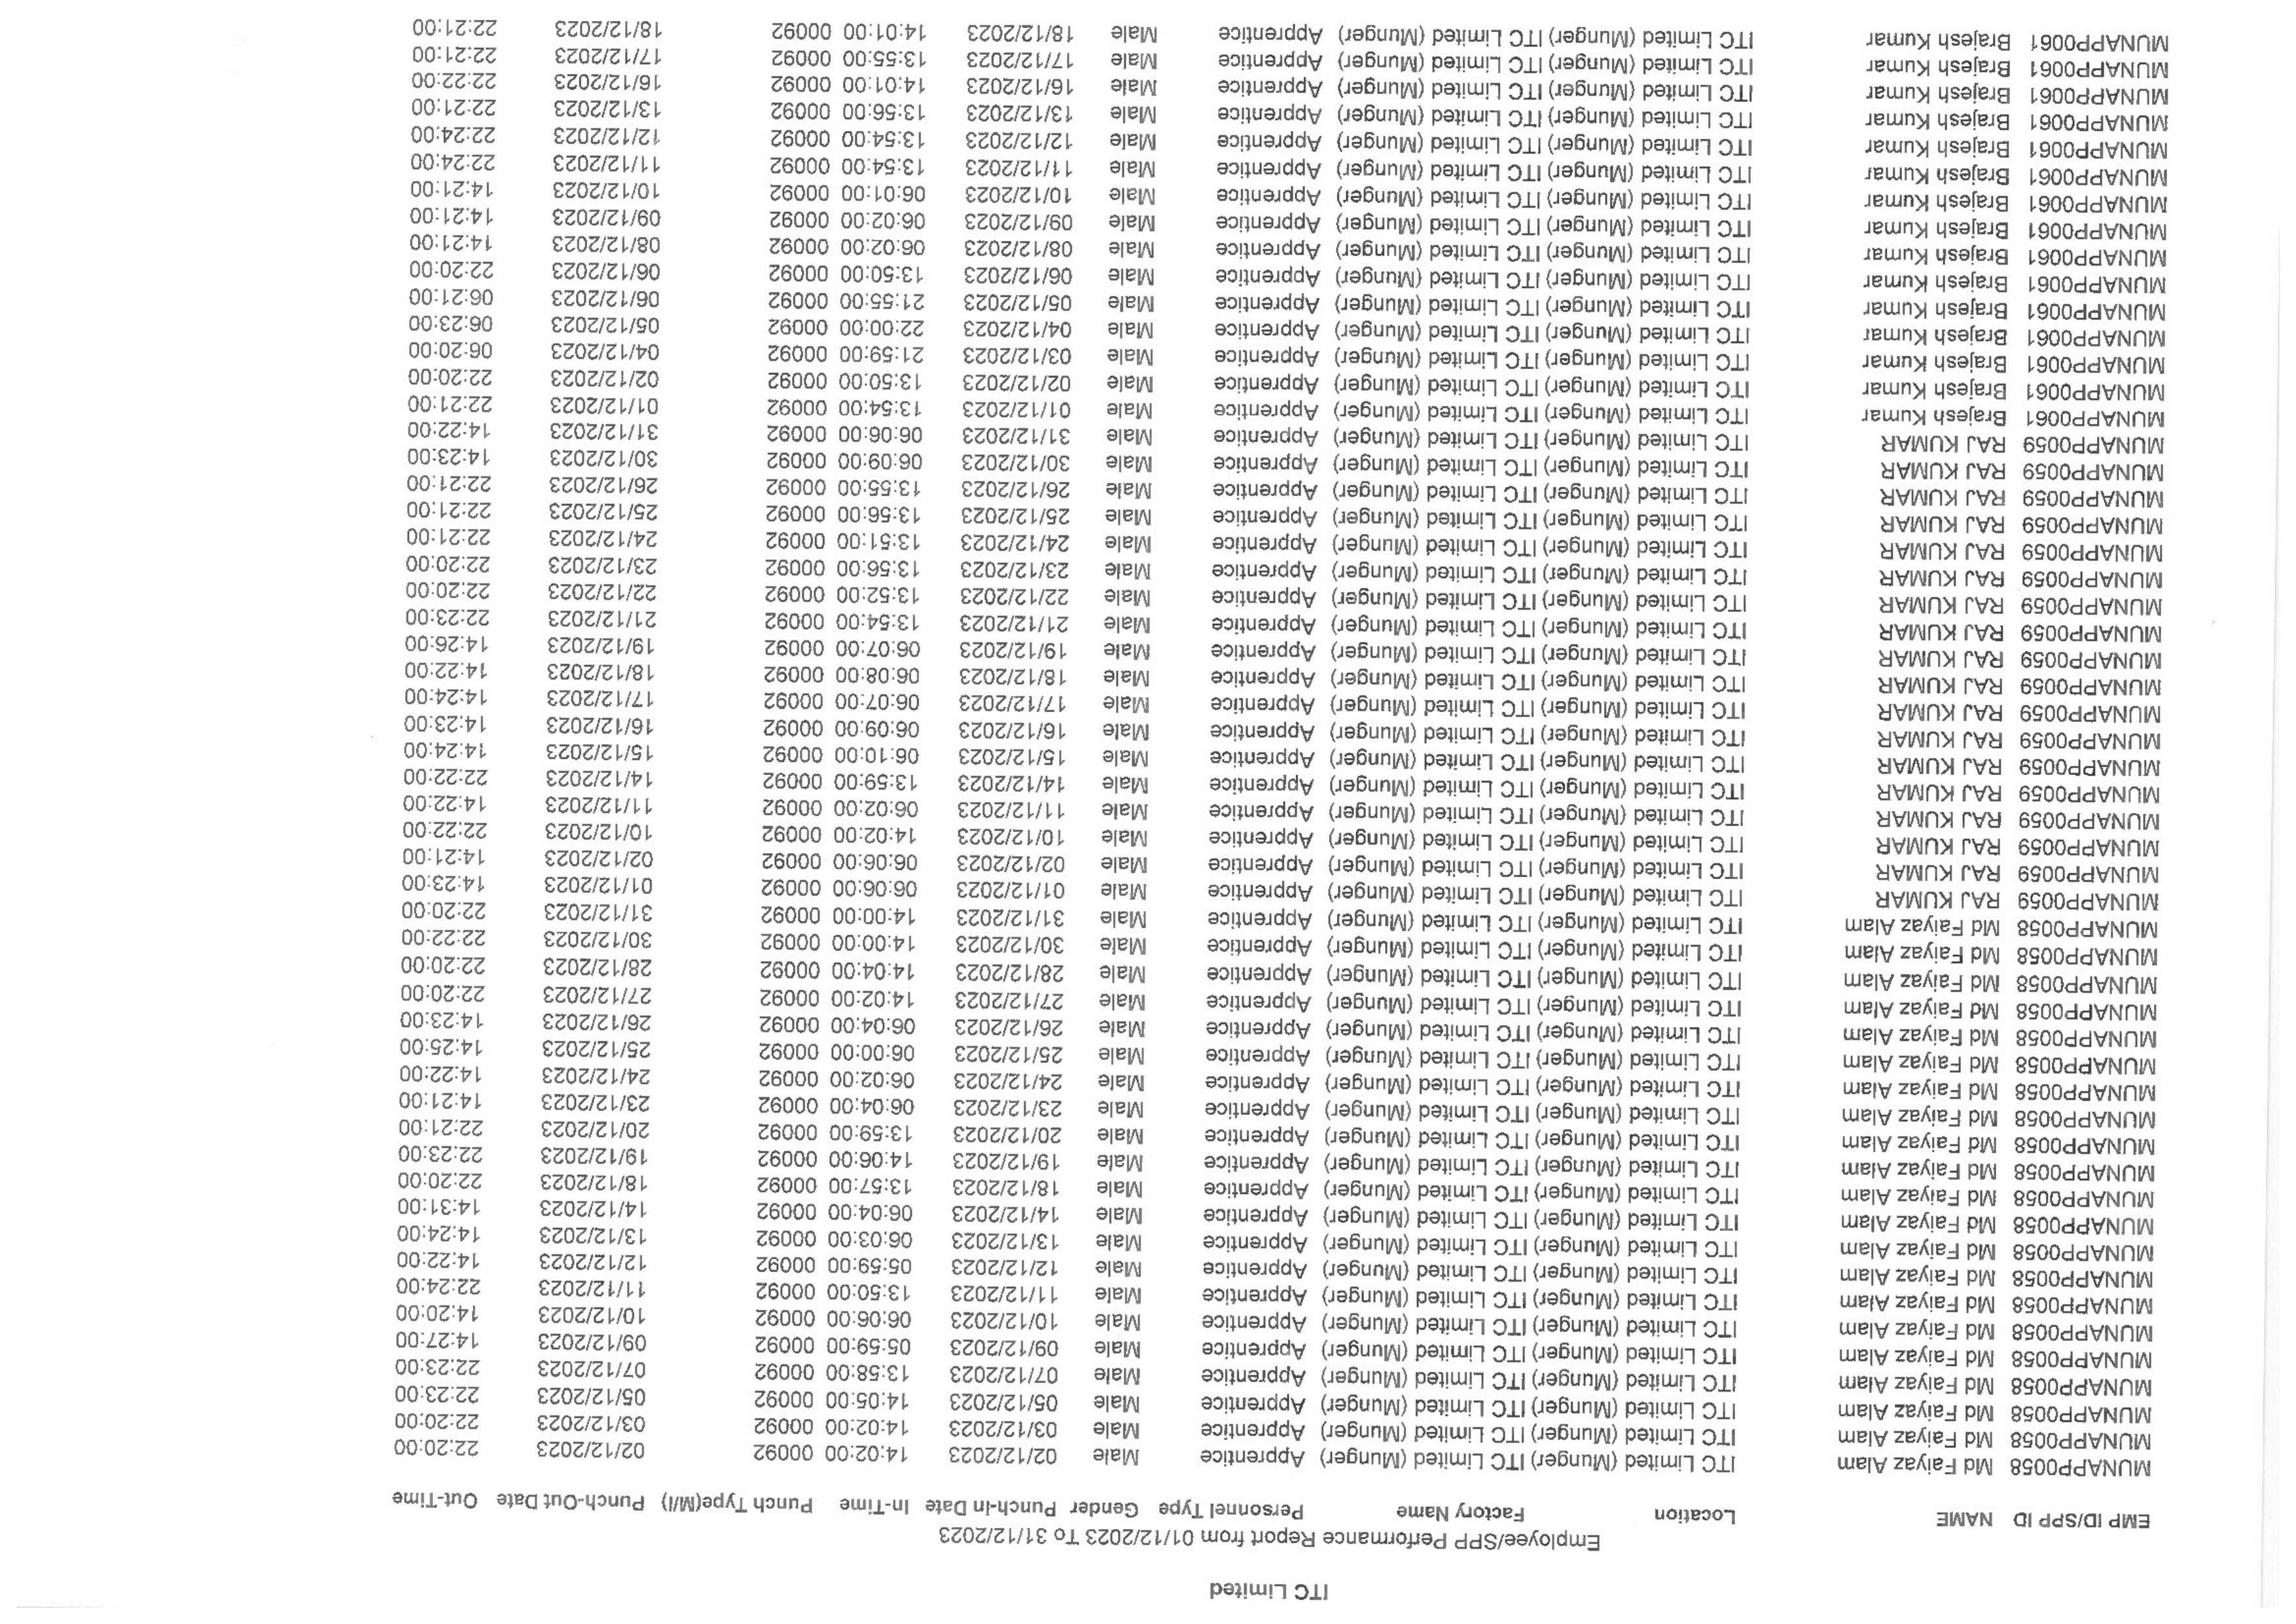 ITC Limited
Employee/SPP Performance Report from 01/12/2023 To 31/12/2023
EMP ID/SPP ID NAME Location Factory Name Personnel Type Gender Punch-in Date In-Time Punch Type(M/I) Punch-Out Date Out-Time
MUNAPP0058 Md Faiyaz Alam ITC Limited (Munger) ITC Limited (Munger) Apprentice Male 02/12/2023 14:02:00 00092 02/12/2023 22:20:00
MUNAPP0058 Md Faiyaz Alam ITC Limited (Munger) ITC Limited (Munger) Apprentice Male 03/12/2023 14:02:00 00092 03/12/2023 22:20:00
MUNAPP0058 Md Faiyaz Alam ITC Limited (Munger) ITC Limited (Munger) Apprentice Male 05/12/2023 14:05:00 00092 05/12/2023 22:23:00
MUNAPP0058 Md Faiyaz Alam ITC Limited (Munger) ITC Limited (Munger) Apprentice Male 07/12/2023 13:58:00 00092 07/12/2023 22:23:00
MUNAPP0058 Md Faiyaz Alam ITC Limited (Munger) ITC Limited (Munger) Apprentice Male 09/12/2023 05:59:00 00092 09/12/2023 14:27:00
MUNAPP0058 Md Faiyaz Alam ITC Limited (Munger) ITC Limited (Munger) Apprentice Male 10/12/2023 06:06:00 00092 10/12/2023 14:20:00
MUNAPP0058 Md Faiyaz Alam ITC Limited (Munger) ITC Limited (Munger) Apprentice Male 11/12/2023 13:50:00 00092 11/12/2023 22:24:00
MUNAPP0058 Md Faiyaz Alam ITC Limited (Munger) ITC Limited (Munger) Apprentice Male 12/12/2023 05:59:00 00092 12/12/2023 14:22:00
MUNAPP0058 Md Faiyaz Alam ITC Limited (Munger) ITC Limited (Munger) Apprentice Male 13/12/2023 06:03:00 00092 13/12/2023 14:24:00
MUNAPP0058 Md Faiyaz Alam ITC Limited (Munger) ITC Limited (Munger) Apprentice Male 14/12/2023 06:04:00 00092 14/12/2023 14:31:00
MUNAPP0058 Md Faiyaz Alam ITC Limited (Munger) ITC Limited (Munger) Apprentice Male 18/12/2023 13:57:00 00092 18/12/2023 22:20:00
MUNAPP0058 Md Faiyaz Alam ITC Limited (Munger) ITC Limited (Munger) Apprentice Male 19/12/2023 14:06:00 00092 19/12/2023 22:23:00
MUNAPP0058 Md Faiyaz Alam ITC Limited (Munger) ITC Limited (Munger) Apprentice Male 20/12/2023 13:59:00 00092 20/12/2023 22:21:00
MUNAPP0058 Md Faiyaz Alam ITC Limited (Munger) ITC Limited (Munger) Apprentice Male 23/12/2023 06:04:00 00092 23/12/2023 14:21:00
MUNAPP0058 Md Faiyaz Alam ITC Limited (Munger) ITC Limited (Munger) Apprentice Male 24/12/2023 06:02:00 00092 24/12/2023 14:22:00
MUNAPP0058 Md Faiyaz Alam ITC Limited (Munger) ITC Limited (Munger) Apprentice Male 25/12/2023 06:00:00 00092 25/12/2023 14:25:00
MUNAPP0058 Md Faiyaz Alam ITC Limited (Munger) ITC Limited (Munger) Apprentice Male 26/12/2023 06:04:00 00092 26/12/2023 14:23:00
MUNAPP0058 Md Faiyaz Alam ITC Limited (Munger) ITC Limited (Munger) Apprentice Male 27/12/2023 14:02:00 00092 27/12/2023 22:20:00
MUNAPP0058 Md Faiyaz Alam ITC Limited (Munger) ITC Limited (Munger) Apprentice Male 28/12/2023 14:04:00 00092 28/12/2023 22:20:00
MUNAPP0058 Md Faiyaz Alam ITC Limited (Munger) ITC Limited (Munger) Apprentice Male 30/12/2023 14:00:00 00092 30/12/2023 22:22:00
MUNAPP0058 Md Faiyaz Alam ITC Limited (Munger) ITC Limited (Munger) Apprentice Male 31/12/2023 14:00:00 00092 31/12/2023 22:20:00
MUNAPP0059 RAJ KUMAR ITC Limited (Munger) ITC Limited (Munger) Apprentice Male 01/12/2023 06:06:00 00092 01/12/2023 14:23:00
MUNAPP0059 RAJ KUMAR ITC Limited (Munger) ITC Limited (Munger) Apprentice Male 02/12/2023 06:06:00 00092 02/12/2023 14:21:00
MUNAPP0059 RAJ KUMAR ITC Limited (Munger) ITC Limited (Munger) Apprentice Male 10/12/2023 14:02:00 00092 10/12/2023 22:22:00
MUNAPP0059 RAJ KUMAR ITC Limited (Munger) ITC Limited (Munger) Apprentice Male 11/12/2023 06:02:00 00092 11/12/2023 14:22:00
MUNAPP0059 RAJ KUMAR ITC Limited (Munger) ITC Limited (Munger) Apprentice Male 14/12/2023 13:59:00 00092 14/12/2023 22:22:00
MUNAPP0059 RAJ KUMAR ITC Limited (Munger) ITC Limited (Munger) Apprentice Male 15/12/2023 06:10:00 00092 15/12/2023 14:24:00
MUNAPP0059 RAJ KUMAR ITC Limited (Munger) ITC Limited (Munger) Apprentice Male 16/12/2023 06:09:00 00092 16/12/2023 14:23:00
MUNAPP0059 RAJ KUMAR ITC Limited (Munger) ITC Limited (Munger) Apprentice Male 17/12/2023 06:07:00 00092 17/12/2023 14:24:00
MUNAPP0059 RAJ KUMAR ITC Limited (Munger) ITC Limited (Munger) Apprentice Male 18/12/2023 06:08:00 00092 18/12/2023 14:22:00
MUNAPP0059 RAJ KUMAR ITC Limited (Munger) ITC Limited (Munger) Apprentice Male 19/12/2023 06:07:00 00092 19/12/2023 14:26:00
MUNAPP0059 RAJ KUMAR ITC Limited (Munger) ITC Limited (Munger) Apprentice Male 21/12/2023 13:54:00 00092 21/12/2023 22:23:00
MUNAPP0059 RAJ KUMAR ITC Limited (Munger) ITC Limited (Munger) Apprentice Male 22/12/2023 13:52:00 00092 22/12/2023 22:20:00
MUNAPP0059 RAJ KUMAR ITC Limited (Munger) ITC Limited (Munger) Apprentice Male 23/12/2023 13:56:00 00092 23/12/2023 22:20:00
MUNAPP0059 RAJ KUMAR ITC Limited (Munger) ITC Limited (Munger) Apprentice Male 24/12/2023 13:51:00 00092 24/12/2023 22:21:00
MUNAPP0059 RAJ KUMAR ITC Limited (Munger) ITC Limited (Munger) Apprentice Male 25/12/2023 13:56:00 00092 25/12/2023 22:21:00
MUNAPP0059 RAJ KUMAR ITC Limited (Munger) ITC Limited (Munger) Apprentice Male 26/12/2023 13:55:00 00092 26/12/2023 22:21:00
MUNAPP0059 RAJ KUMAR ITC Limited (Munger) ITC Limited (Munger) Apprentice Male 30/12/2023 06:09:00 00092 30/12/2023 14:23:00
MUNAPP0059 RAJ KUMAR ITC Limited (Munger) ITC Limited (Munger) Apprentice Male 31/12/2023 06:06:00 00092 31/12/2023 14:22:00
MUNAPP0061 Brajesh Kumar ITC Limited (Munger) ITC Limited (Munger) Apprentice Male 01/12/2023 13:54:00 00092 01/12/2023 22:21:00
MUNAPP0061 Brajesh Kumar ITC Limited (Munger) ITC Limited (Munger) Apprentice Male 02/12/2023 13:50:00 00092 02/12/2023 22:20:00
MUNAPP0061 Brajesh Kumar ITC Limited (Munger) ITC Limited (Munger) Apprentice Male 03/12/2023 21:59:00 00092 04/12/2023 06:20:00
MUNAPP0061 Brajesh Kumar ITC Limited (Munger) ITC Limited (Munger) Apprentice Male 04/12/2023 22:00:00 00092 05/12/2023 06:23:00
MUNAPP0061 Brajesh Kumar ITC Limited (Munger) ITC Limited (Munger) Apprentice Male 05/12/2023 21:55:00 00092 06/12/2023 06:21:00
MUNAPP0061 Brajesh Kumar ITC Limited (Munger) ITC Limited (Munger) Apprentice Male 06/12/2023 13:50:00 00092 06/12/2023 22:20:00
MUNAPP0061 Brajesh Kumar ITC Limited (Munger) ITC Limited (Munger) Apprentice Male 08/12/2023 06:02:00 00092 08/12/2023 14:21:00
MUNAPP0061 Brajesh Kumar ITC Limited (Munger) ITC Limited (Munger) Apprentice Male 09/12/2023 06:02:00 00092 09/12/2023 14:21:00
MUNAPP0061 Brajesh Kumar ITC Limited (Munger) ITC Limited (Munger) Apprentice Male 10/12/2023 06:01:00 00092 10/12/2023 14:21:00
MUNAPP0061 Brajesh Kumar ITC Limited (Munger) ITC Limited (Munger) Apprentice Male 11/12/2023 13:54:00 00092 11/12/2023 22:24:00
MUNAPP0061 Brajesh Kumar ITC Limited (Munger) ITC Limited (Munger) Apprentice Male 12/12/2023 13:54:00 00092 12/12/2023 22:24:00
MUNAPP0061 Brajesh Kumar ITC Limited (Munger) ITC Limited (Munger) Apprentice Male 13/12/2023 13:56:00 00092 13/12/2023 22:21:00
MUNAPP0061 Brajesh Kumar ITC Limited (Munger) ITC Limited (Munger) Apprentice Male 16/12/2023 14:01:00 00092 16/12/2023 22:22:00
MUNAPP0061 Brajesh Kumar ITC Limited (Munger) ITC Limited (Munger) Apprentice Male 17/12/2023 13:55:00 00092 17/12/2023 22:21:00
MUNAPP0061 Brajesh Kumar ITC Limited (Munger) ITC Limited (Munger) Apprentice Male 18/12/2023 14:01:00 00092 18/12/2023 22:21:00